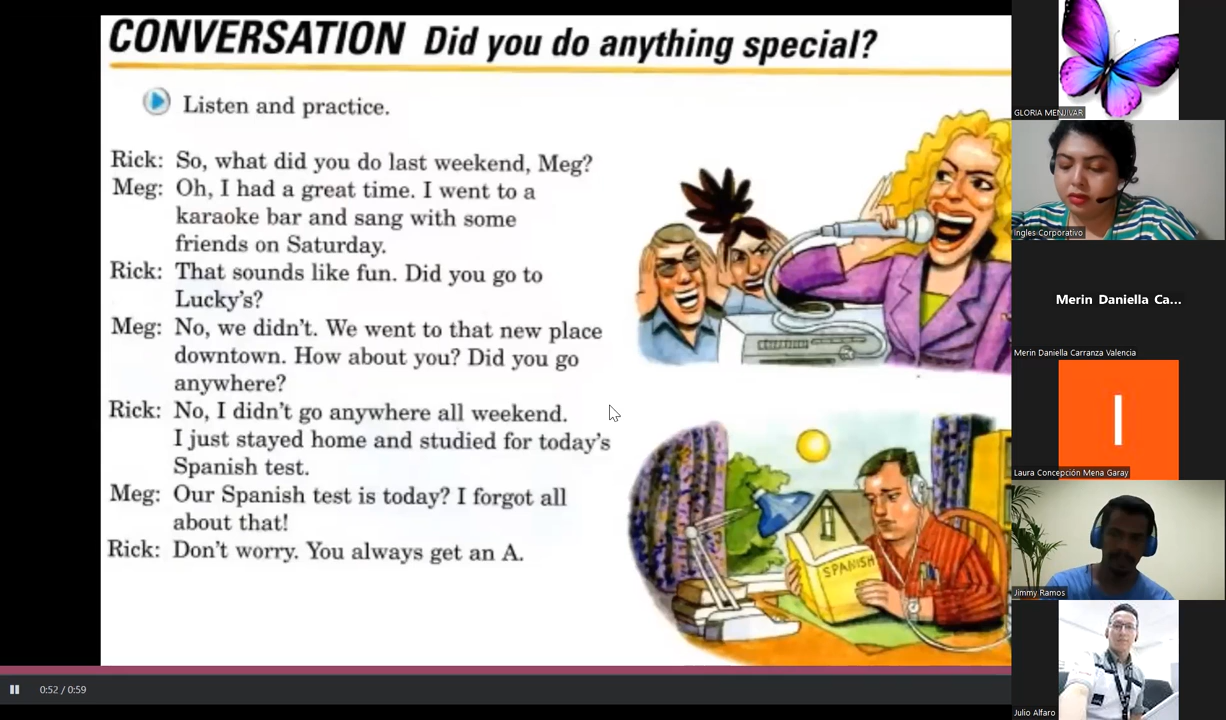 CONVERSATION Did you do anything special?
Listen and practice.
Rick: So, what did you do last weekend, Meg?
Meg: Oh, I had a great time. I went to a
karaoke bar and sang with some
friends on Saturday.
Rick: That sounds like fun. Did you go to
Lucky's?
Meg: No, we didn't. We went to that new place
downtown. How about you? Did you go
anywhere?
Rick: No, I didn't go anywhere all weekend.
I just stayed home and studied for today's
Spanish test.
Meg: Our Spanish test is today? I forgot all
about that!
Rick: Don't worry. You always get an A.
SPANISH
0:52 / 0:59
GLORIA MENJIVAR
Ingles Corporativo
Merin Daniella Ca...
Merin Daniella Carranza Valencia
I
Laura Concepción Mena Garay
Jimmy Ramos
Julio Alfaro